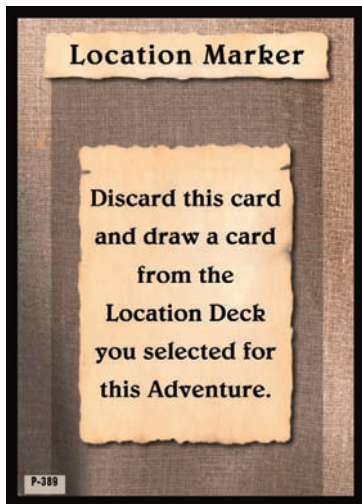 Location Marker
Discard this card
and draw a card
from the
Location Deck
you selected for
this Adventure.
P-389